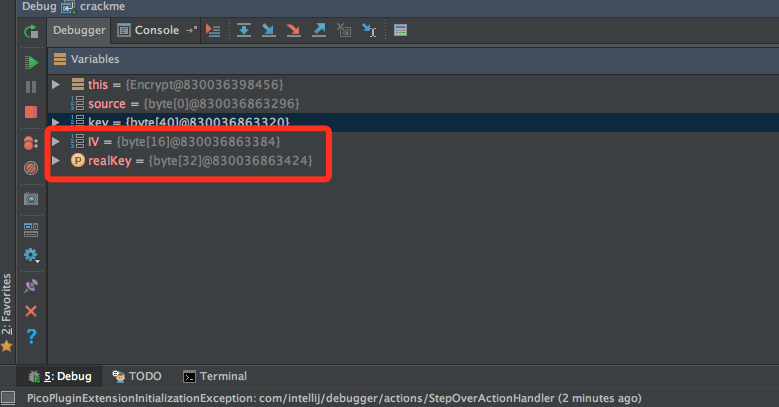 Debug crackme
Debugger Console
Variables
this = {Encrypt@830036398456}
source = {byte[0]@830036863296}
key = {byte[40]@830036863320}
IV = {byte[16]@830036863384}
P realKey = {byte[32]@830036863424}
2: Favorites
5: Debug TODO Terminal
PicoPluginExtensionInitializationException: com/intellij/debugger/actions/StepOverActionHandler (2 minutes ago)